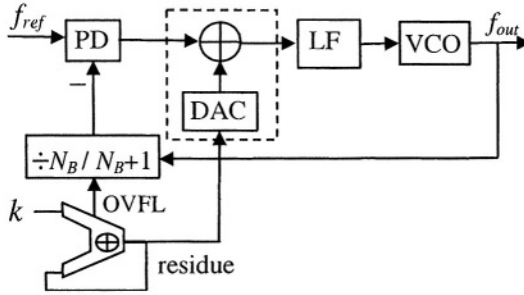 f_ref PD LF VCO f_out
−
DAC
÷N_B / N_B+1
OVFL
k
residue